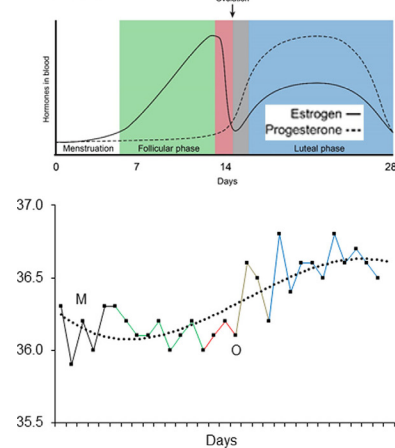 Ovulation
Hormones in blood
Estrogen
Progesterone
Menstruation
Follicular phase
Luteal phase
0
7
14
28
Days
37.0
36.5
36.0
35.5
M
O
Days